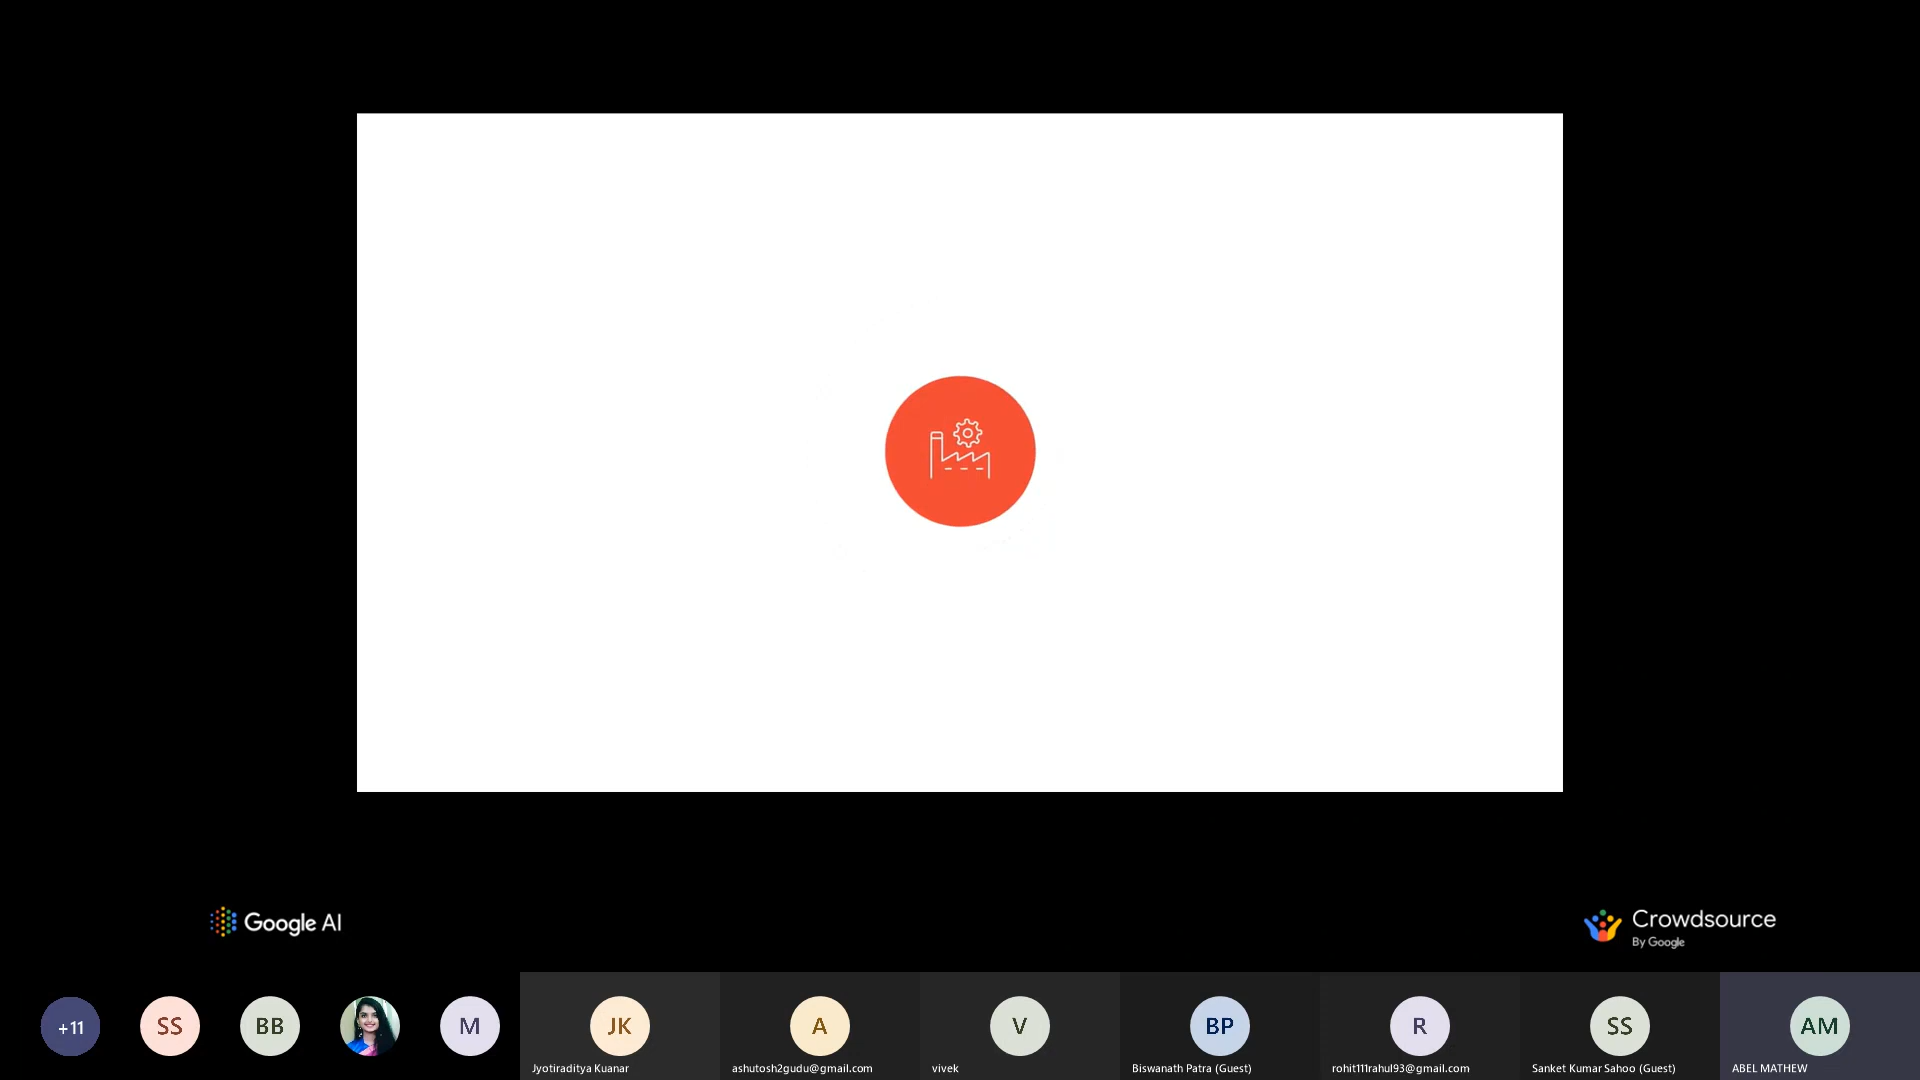 Google AI
Crowdsource
By Google
+11
SS
BB
M
JK
Jyotiraditya Kuanar
A
ashutosh2gudu@gmail.com
V
vivek
BP
Biswanath Patra (Guest)
R
rohit111rahul93@gmail.com
SS
Sanket Kumar Sahoo (Guest)
AM
ABEL MATHEW